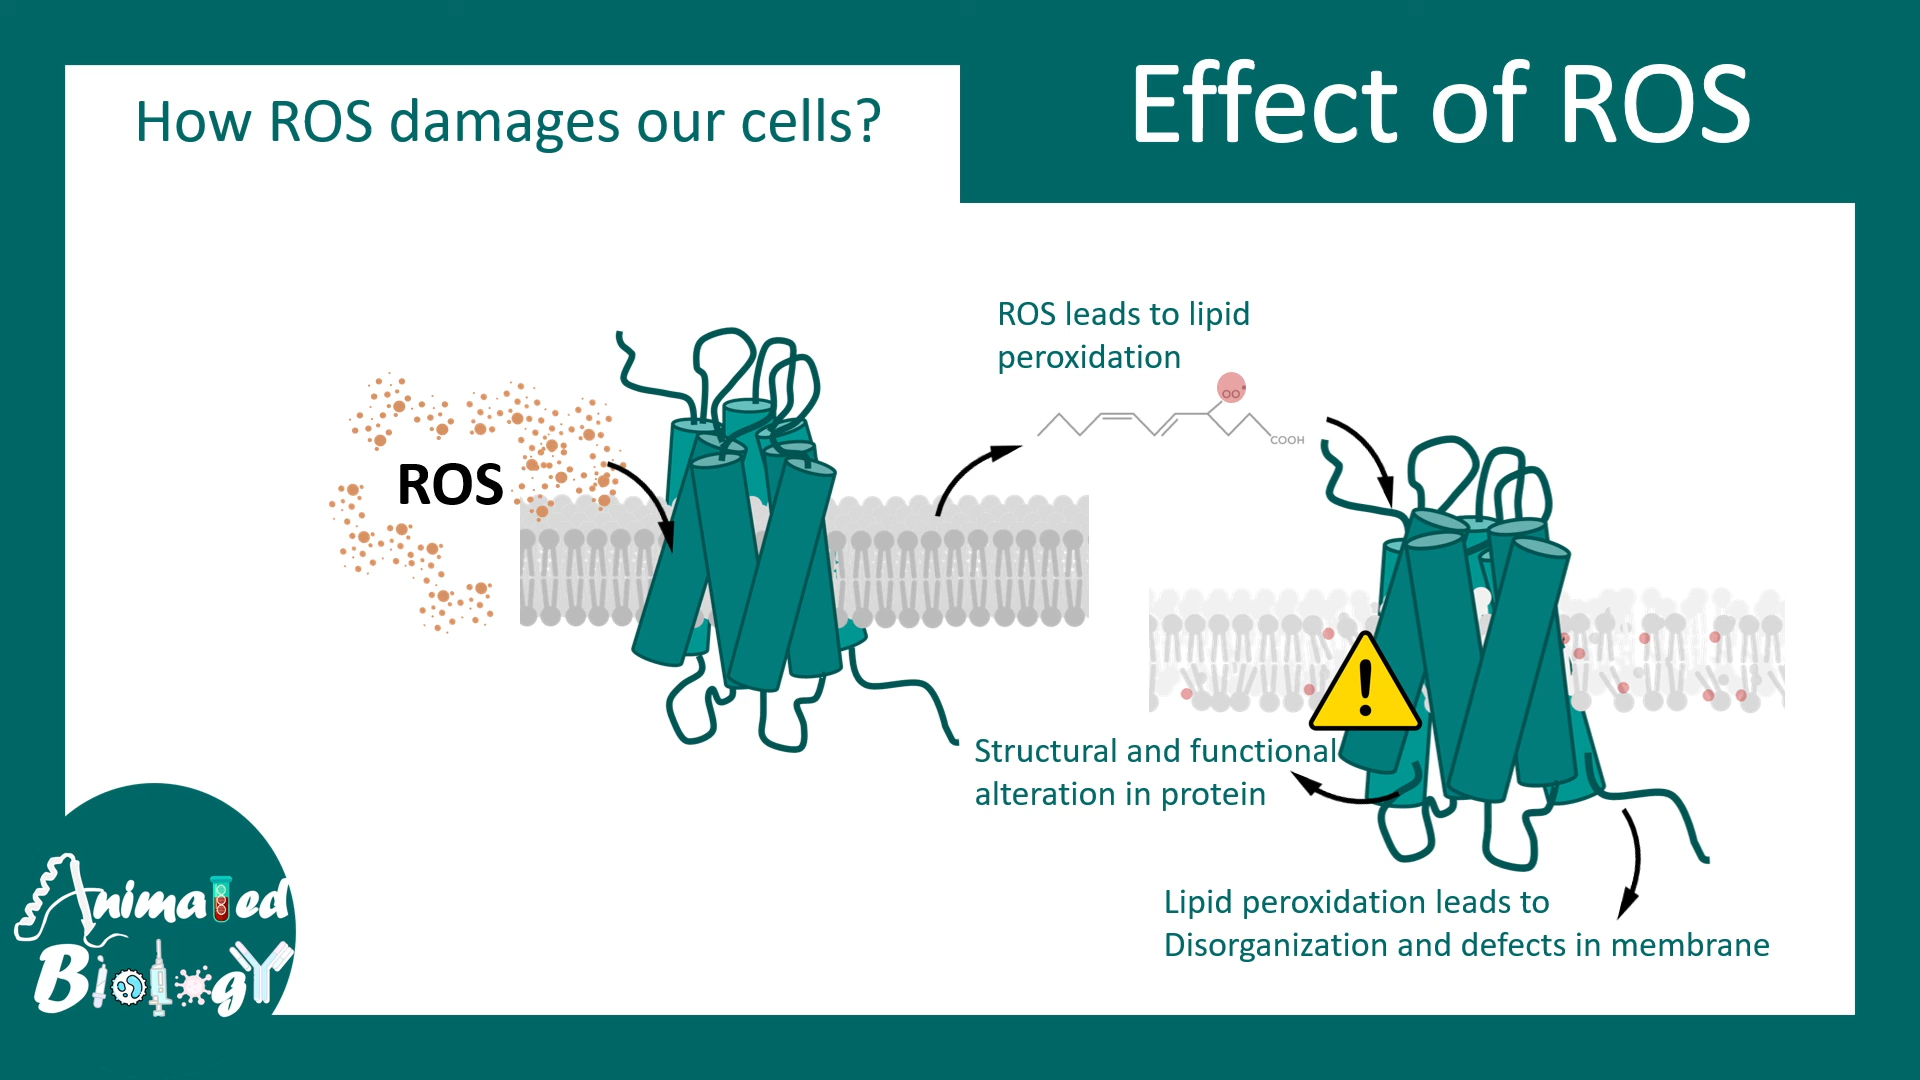 How ROS damages our cells?
Effect of ROS
ROS leads to lipid
peroxidation
OO•
COOH
ROS
Structural and functional
alteration in protein
Lipid peroxidation leads to
Disorganization and defects in membrane
Animated
Biology